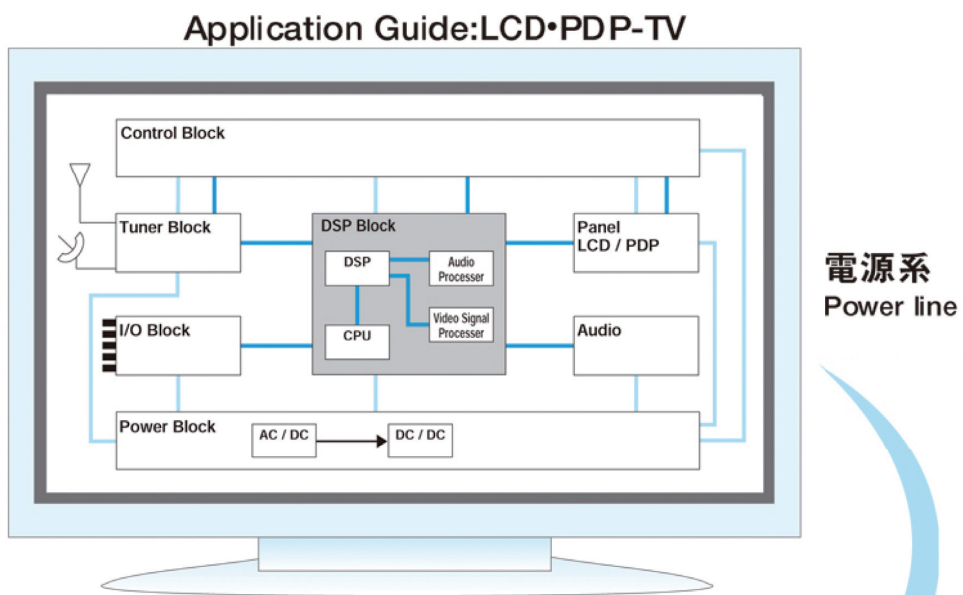 Application Guide:LCD•PDP-TV
Control Block
Tuner Block
DSP Block
DSP
Audio
Processer
Video Signal
Processer
CPU
Panel
LCD / PDP
I/O Block
Audio
Power Block
AC / DC
DC / DC
電源系
Power line